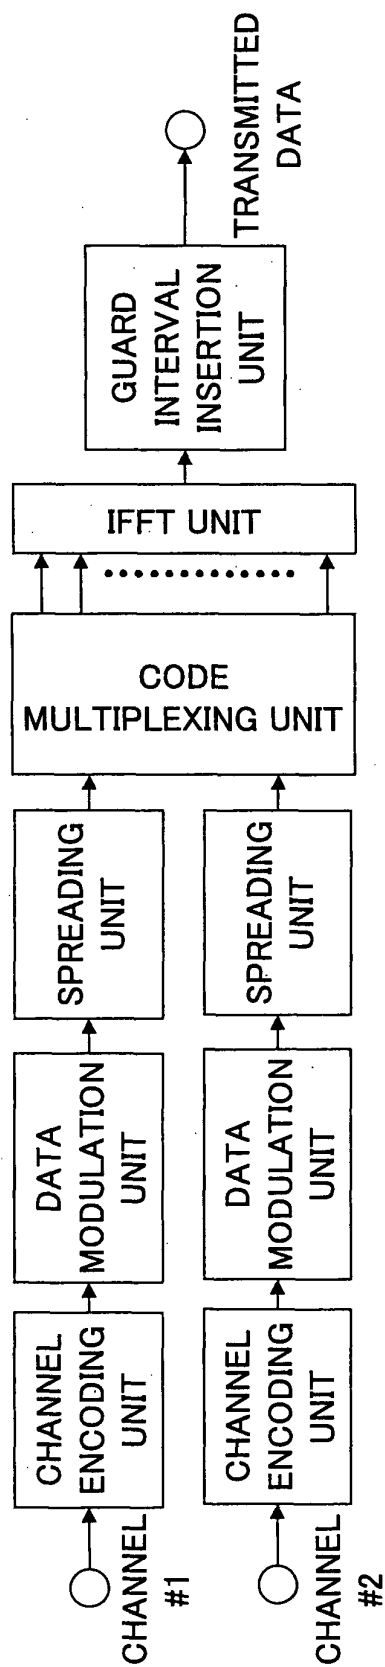 CHANNEL
#1
CHANNEL
ENCODING
UNIT
DATA
MODULATION
UNIT
SPREADING
UNIT
CHANNEL
#2
CHANNEL
ENCODING
UNIT
DATA
MODULATION
UNIT
SPREADING
UNIT
CODE
MULTIPLEXING UNIT
IFFT UNIT
GUARD
INTERVAL
INSERTION
UNIT
TRANSMITTED
DATA